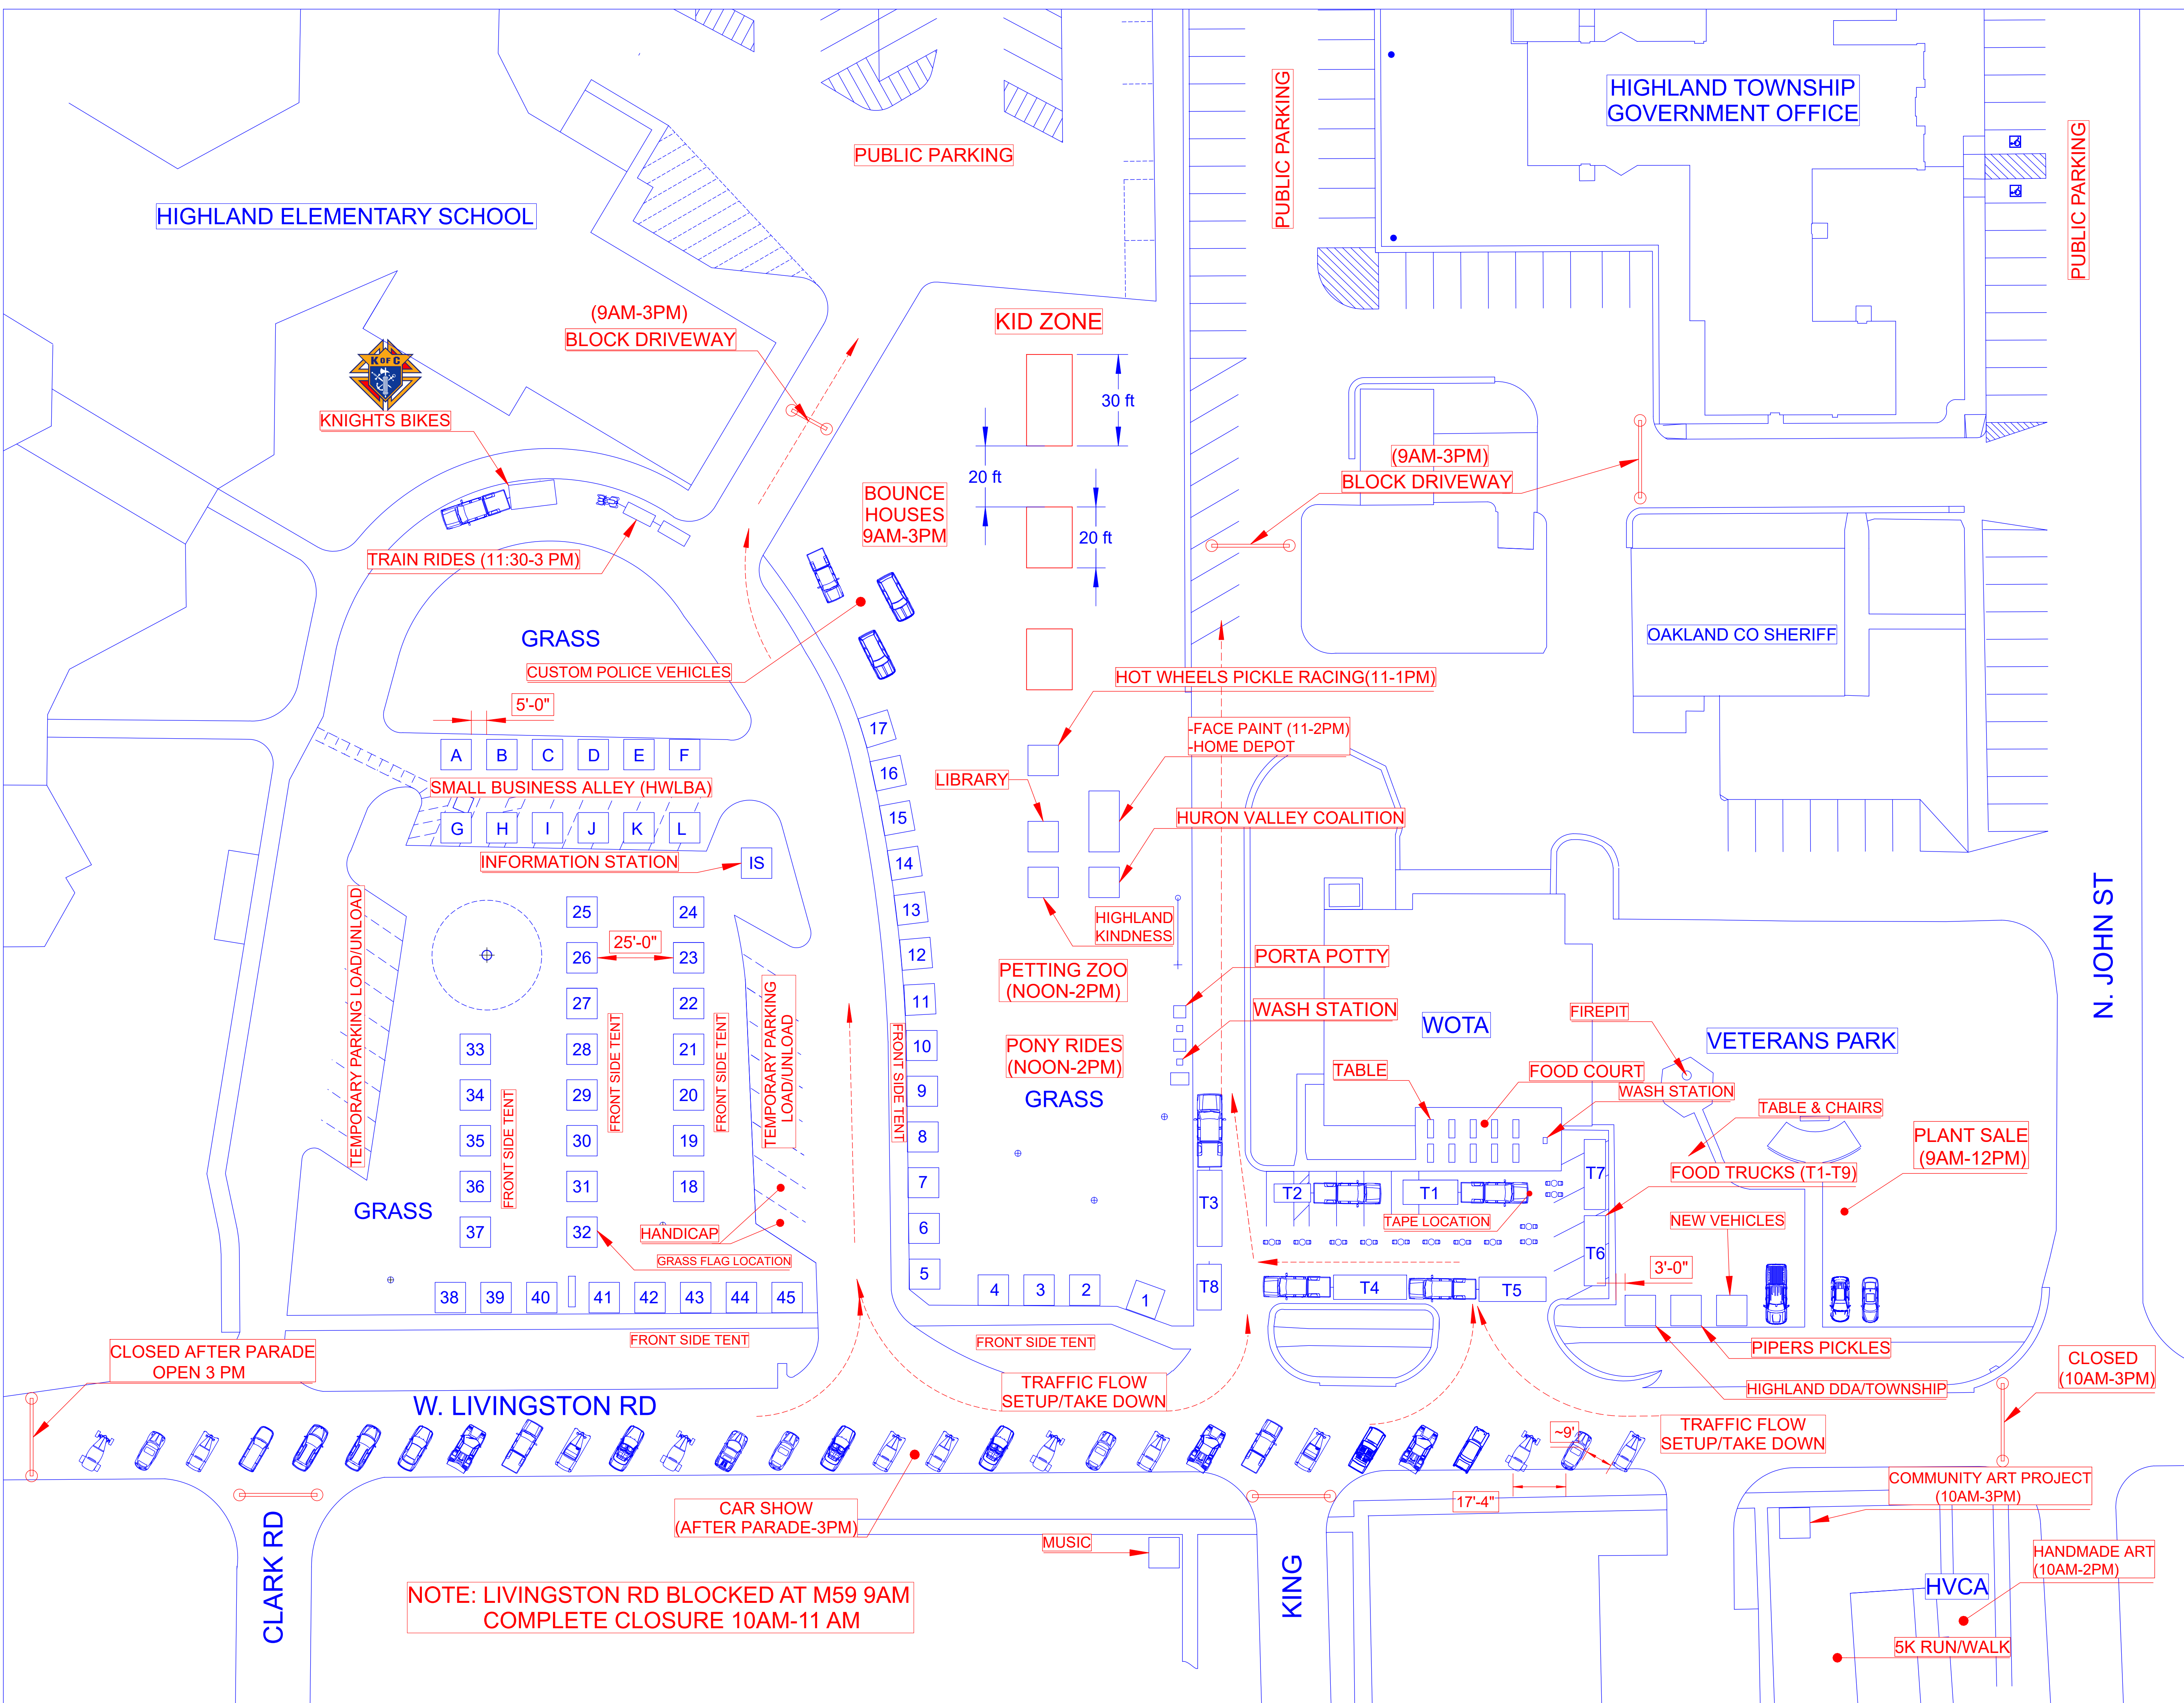 HIGHLAND TOWNSHIP
GOVERNMENT OFFICE
PUBLIC PARKING
PUBLIC PARKING
PUBLIC PARKING
HIGHLAND ELEMENTARY SCHOOL
(9AM-3PM)
BLOCK DRIVEWAY
KID ZONE
30 ft
20 ft
20 ft
K OF C
KNIGHTS BIKES
BOUNCE
HOUSES
9AM-3PM
(9AM-3PM)
BLOCK DRIVEWAY
TRAIN RIDES (11:30-3 PM)
GRASS
CUSTOM POLICE VEHICLES
OAKLAND CO SHERIFF
HOT WHEELS PICKLE RACING(11-1PM)
5'-0"
-FACE PAINT (11-2PM)
-HOME DEPOT
A B C D E F
SMALL BUSINESS ALLEY (HWLBA)
G H I J K L
LIBRARY
HURON VALLEY COALITION
INFORMATION STATION
IS
HIGHLAND
KINDNESS
17
16
15
14
13
12
11
10
9
8
7
6
5
4 3 2 1
TEMPORARY PARKING LOAD/UNLOAD
25 24
25'-0"
26 23
27 22
33 28 21
34 29 20
35 30 19
36 31 18
37 32
FRONT SIDE TENT
FRONT SIDE TENT
FRONT SIDE TENT
TEMPORARY PARKING
LOAD/UNLOAD
FRONT SIDE TENT
GRASS
HANDICAP
GRASS FLAG LOCATION
38 39 40 41 42 43 44 45
FRONT SIDE TENT
PETTING ZOO
(NOON-2PM)
PONY RIDES
(NOON-2PM)
GRASS
PORTA POTTY
WASH STATION
WOTA
FIREPIT
VETERANS PARK
N. JOHN ST
TABLE
FOOD COURT
WASH STATION
TABLE & CHAIRS
PLANT SALE
(9AM-12PM)
FOOD TRUCKS (T1-T9)
T7
T3
T2
T1
TAPE LOCATION
NEW VEHICLES
T6
3'-0"
T8
T4
T5
FRONT SIDE TENT
PIPERS PICKLES
HIGHLAND DDA/TOWNSHIP
CLOSED AFTER PARADE
OPEN 3 PM
CLOSED
(10AM-3PM)
W. LIVINGSTON RD
TRAFFIC FLOW
SETUP/TAKE DOWN
TRAFFIC FLOW
SETUP/TAKE DOWN
~9'
17'-4"
CAR SHOW
(AFTER PARADE-3PM)
COMMUNITY ART PROJECT
(10AM-3PM)
MUSIC
CLARK RD
KING
HANDMADE ART
(10AM-2PM)
HVCA
NOTE: LIVINGSTON RD BLOCKED AT M59 9AM
COMPLETE CLOSURE 10AM-11 AM
5K RUN/WALK